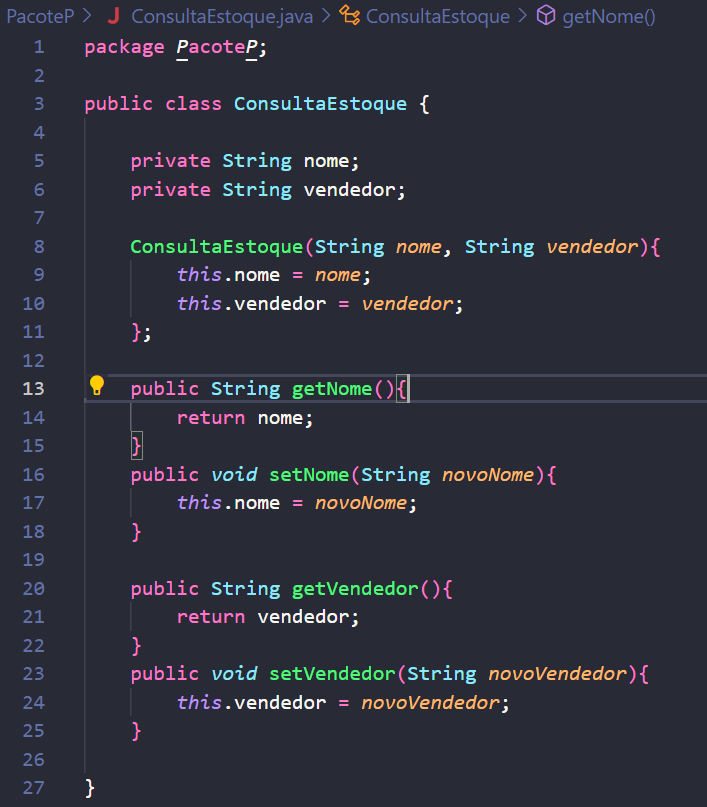 PacoteP > J ConsultaEstoque.java > ConsultaEstoque > getNome()
1 package PacoteP;
2
3 public class ConsultaEstoque {
4
5 private String nome;
6 private String vendedor;
7
8 ConsultaEstoque(String nome, String vendedor){
9 this.nome = nome;
10 this.vendedor = vendedor;
11 };
12
13 public String getNome(){
14 return nome;
15 }
16 public void setNome(String novoNome){
17 this.nome = novoNome;
18 }
19
20 public String getVendedor(){
21 return vendedor;
22 }
23 public void setVendedor(String novoVendedor){
24 this.vendedor = novoVendedor;
25 }
26
27 }